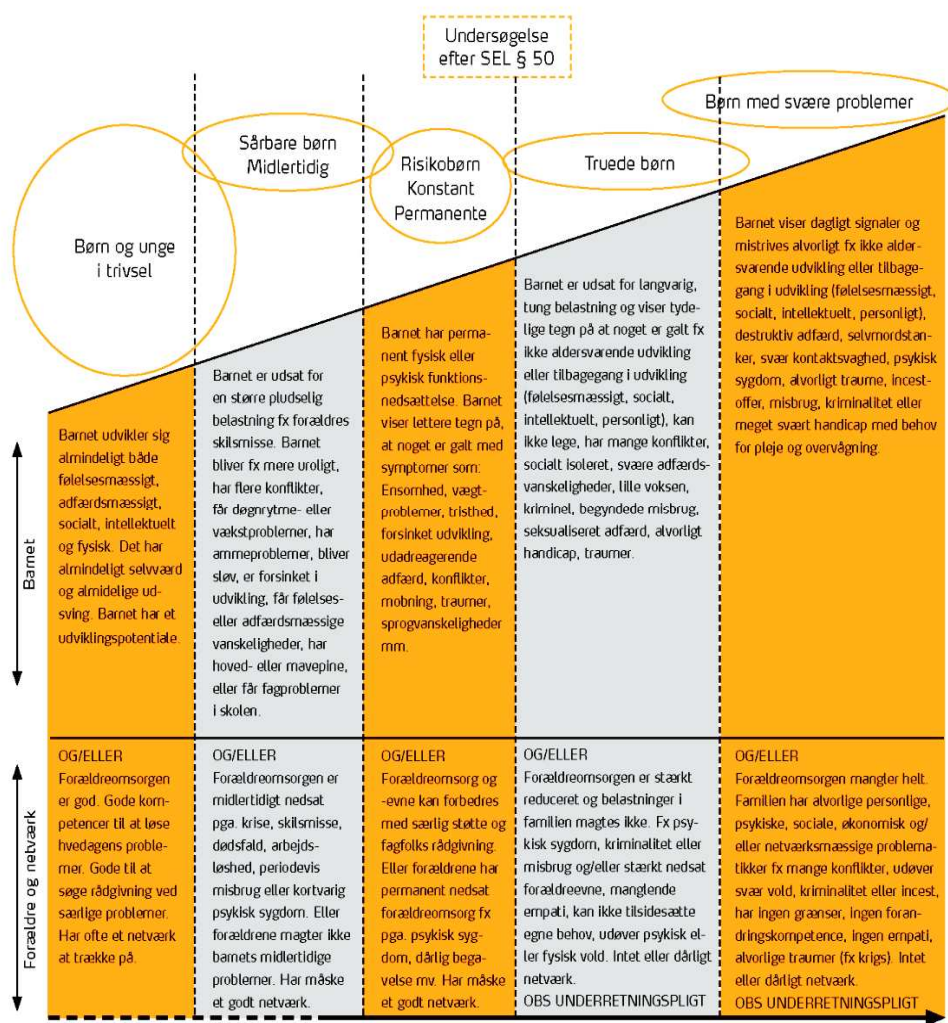 Undersøgelse
efter SEL § 50
Børn og unge
i trivsel
Sårbare børn
Midlertidig
Risikobørn
Konstant
Permanente
Truede børn
Børn med svære problemer
Barnet
Barnet udvikler sig
almindeligt både
følelsesmæssigt,
adfærdsmæssigt,
socialt, intellektuelt
og fysisk. Det har
almindeligt selvværd
og almidelige ud-
sving. Barnet har et
udviklingspotentiale.
Barnet er udsat for
en større pludselig
belastning fx forældres
skilsmisse. Barnet
bliver fx mere uroligt,
har flere konflikter,
får døgnrytme- eller
vækstproblemer, har
ammeproblemer, bliver
sløv, er forsinket i
udvikling, får følelses-
eller adfærdsmæssige
vanskeligheder, har
hoved- eller mavepine,
eller får fagproblemer
i skolen.
Barnet har perma-
nent fysisk eller
psykisk funktions-
nedsættelse. Barnet
viser lettere tegn på,
at noget er galt med
symptomer som:
Ensomhed, vægt-
problemer, tristhed,
forsinket udvikling,
udadreagerende
adfærd, konflikter,
mobning, traumer,
sprogvanskeligheder
mm.
Barnet er udsat for langvarig,
tung belastning og viser tyde-
lige tegn på at noget er galt fx
ikke aldersvarende udvikling
eller tilbagegang i udvikling
(følelsesmæssigt, socialt,
intellektuelt, personligt), kan
ikke lege, har mange konflikter,
socialt isoleret, svære adfærds-
vanskeligheder, lille voksen,
kriminel, begyndede misbrug,
seksualiseret adfærd, alvorligt
handicap, traumer.
Barnet viser dagligt signaler og
mistrives alvorligt fx ikke alder-
svarende udvikling eller tilbage-
gang i udvikling (følelsesmæssigt,
socialt, intellektuelt, personligt),
destruktiv adfærd, selvmordstan-
ker, svær kontaktsvaghed, psykisk
sygdom, alvorligt traume, incest-
offer, misbrug, kriminalitet eller
meget svært handicap med behov
for pleje og overvågning.
Forældre og netværk
OG/ELLER
Forældreomsorgen
er god. Gode kom-
petencer til at løse
hvedagens proble-
mer. Gode til at
søge rådgivning ved
særlige problemer.
Har ofte et netværk
at trække på.
OG/ELLER
Forældreomsorgen er
midlertidigt nedsat
pga. krise, skilsmisse,
dødsfald, arbejds-
løshed, periodevis
misbrug eller kortvarig
psykisk sygdom. Eller
forældrene magter ikke
barnets midlertidige
problemer. Har måske
et godt netværk.
OG/ELLER
Forældreomsorg og
-evne kan forbedres
med særlig støtte og
fagfolks rådgivning.
Eller forældrene har
permanent nedsat
forældreomsorg fx
pga. psykisk syg-
dom, dårlig bega-
velse mv. Har måske
et godt netværk.
OG/ELLER
Forældreomsorgen er stærkt
reduceret og belastninger i
familien magtes ikke. Fx psy-
kisk sygdom, kriminalitet eller
misbrug og/eller stærkt nedsat
forældreevne, manglende
empati, kan ikke tilsidesætte
egne behov, udøver psykisk el-
ler fysisk vold. Intet eller dårligt
netværk.
OBS UNDERRETNINGSPLIGT
OG/ELLER
Forældreomsorgen mangler helt.
Familien har alvorlige personlige,
psykiske, sociale, økonomisk og/
eller netværksmæssige problema-
tikker fx mange konflikter, udøver
svær vold, kriminalitet eller incest,
har ingen grænser, ingen foran-
dringskompetence, ingen empati,
alvorlige traumer (fx krigs). Intet
eller dårligt netværk.
OBS UNDERRETNINGSPLIGT